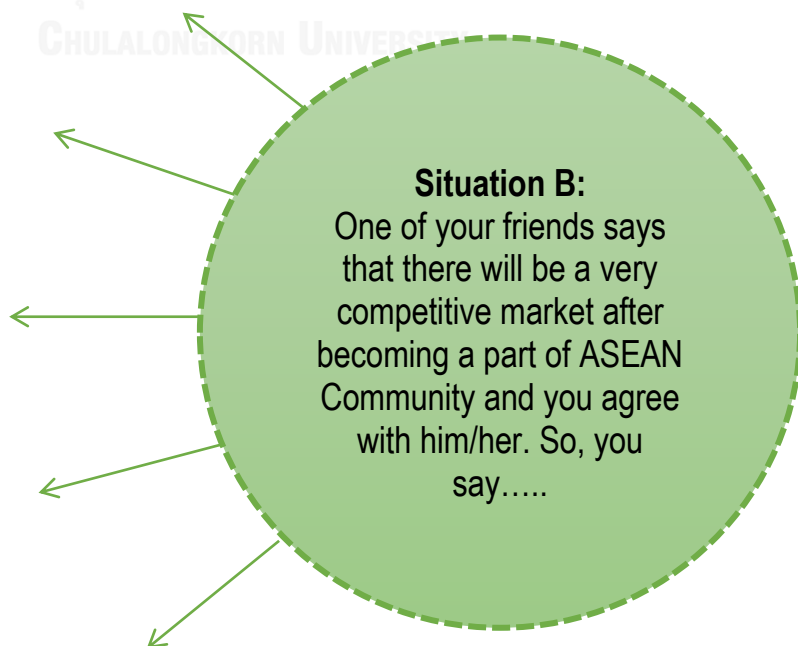 CHULALONGKORN UNIVERSITY
Situation B:
One of your friends says
that there will be a very
competitive market after
becoming a part of ASEAN
Community and you agree
with him/her. So, you
say…..